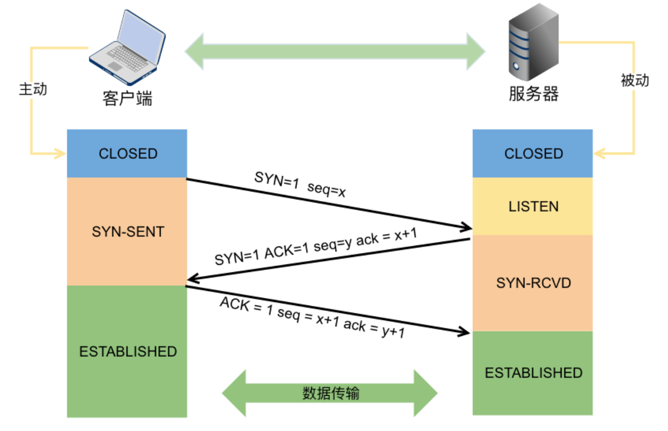 主动
客户端
服务器
被动
CLOSED
CLOSED
SYN=1 seq=x
LISTEN
SYN-SENT
SYN=1 ACK=1 seq=y ack = x+1
SYN-RCVD
ACK = 1 seq = x+1 ack = y+1
ESTABLISHED
ESTABLISHED
数据传输